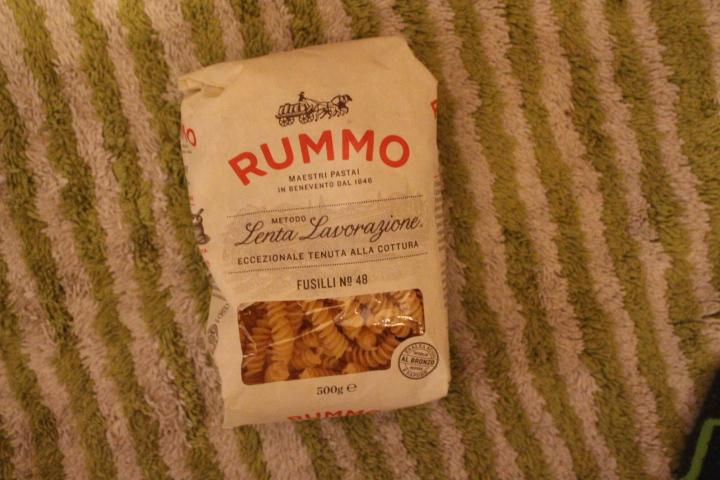 RUMMO
MAESTRI PASTAI
IN BENEVENTO DAL 1846
METODO
Lenta Lavorazione
ECCEZIONALE TENUTA ALLA COTTURA
FUSILLI Nº 48
AL BRONZO
500g ℮
RUMMO